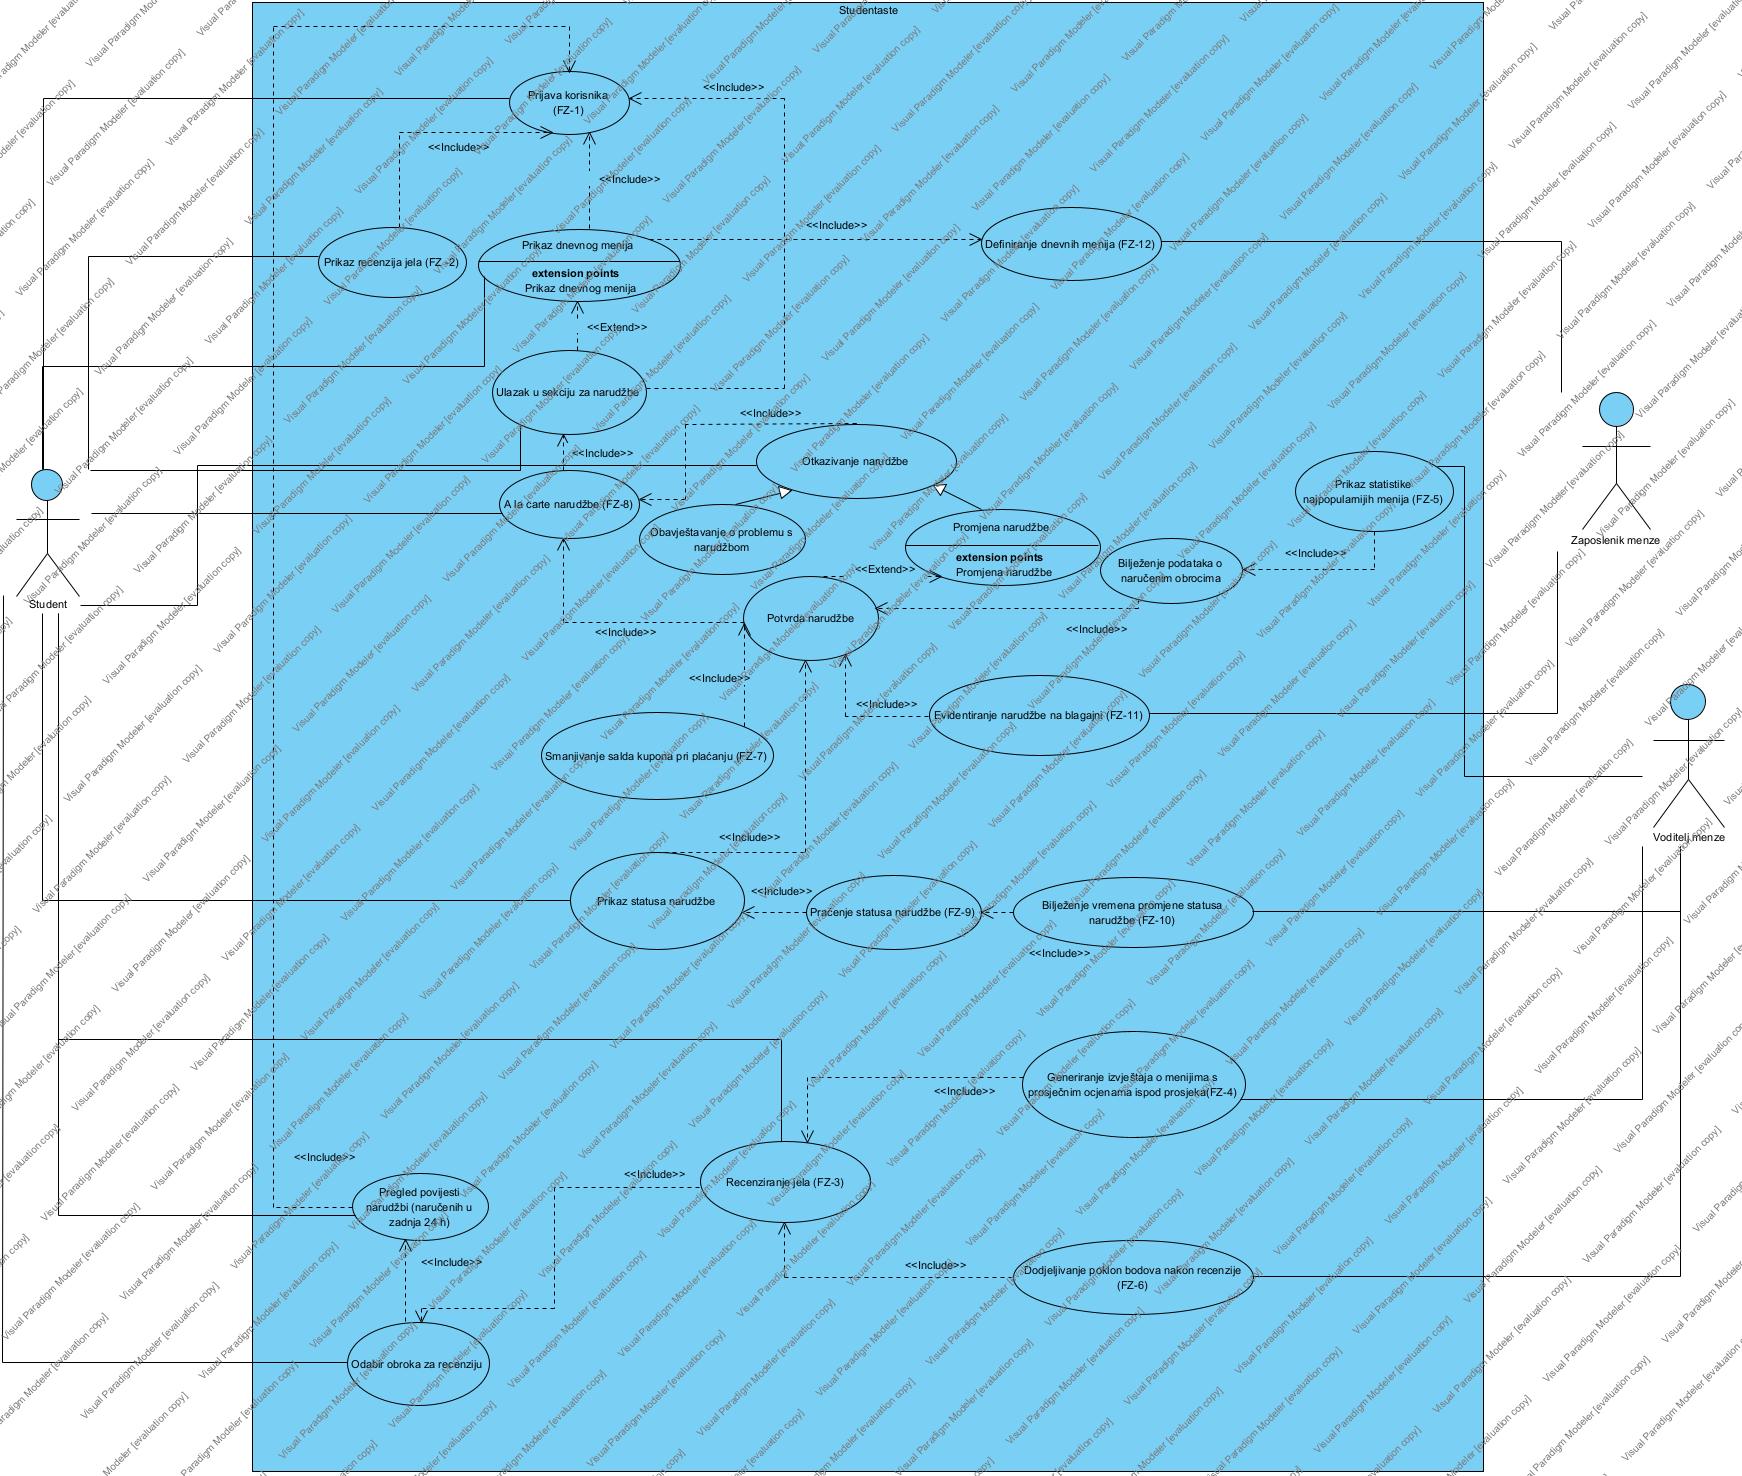 Studentaste
Prijava korisnika
(FZ-1)
<<Include>>
<<Include>>
<<Include>>
Prikaz recenzija jela (FZ -2)
Prikaz dnevnog menija
extension points
Prikaz dnevnog menija
<<Include>>
Definiranje dnevnih menija (FZ-12)
<<Extend>>
Ulazak u sekciju za narudžbe
<<Include>>
<<Include>>
Otkazivanje narudžbe
A la carte narudžbe (FZ-8)
Obavještavanje o problemu s
narudžbom
Promjena narudžbe
extension points
Promjena narudžbe
Prikaz statistike
najpopularnijih menija (FZ-5)
Bilježenje podataka o
naručenim obrocima
<<Include>>
Zaposlenik menze
Student
<<Extend>>
Potvrda narudžbe
<<Include>>
<<Include>>
<<Include>>
<<Include>>
Evidentiranje narudžbe na blagajni (FZ-11)
Smanjivanje salda kupona pri plaćanju (FZ-7)
Voditelj menze
<<Include>>
Prikaz statusa narudžbe
<<Include>>
Praćenje statusa narudžbe (FZ-9)
Bilježenje vremena promjene statusa
narudžbe (FZ-10)
<<Include>>
Generiranje izvještaja o menijima s
prosječnim ocjenama ispod prosjeka(FZ-4)
<<Include>>
<<Include>>
<<Include>>
Recenziranje jela (FZ-3)
Pregled povijesti
narudžbi (naručenih u
zadnja 24 h)
<<Include>>
<<Include>>
Dodjeljivanje poklon bodova nakon recenzije
(FZ-6)
Odabir obroka za recenziju
Visual Paradigm Modeler [evaluation copy]